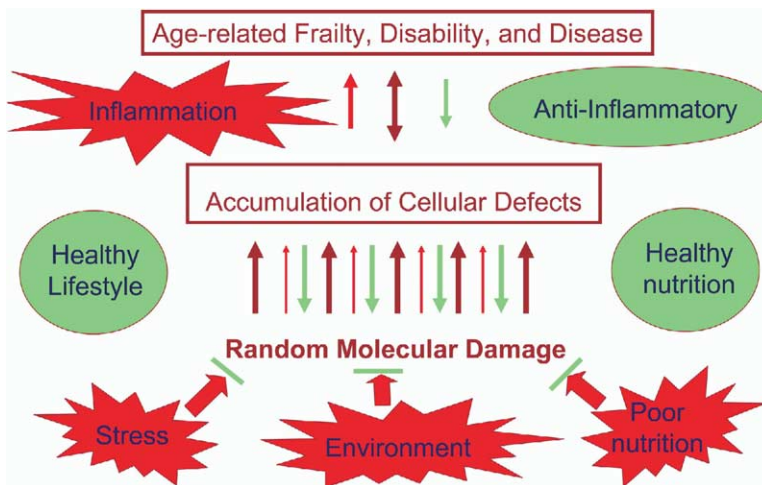 Age-related Frailty, Disability, and Disease
Inflammation
Anti-Inflammatory
Accumulation of Cellular Defects
Healthy
Lifestyle
Healthy
nutrition
Random Molecular Damage
Stress
Environment
Poor
nutrition